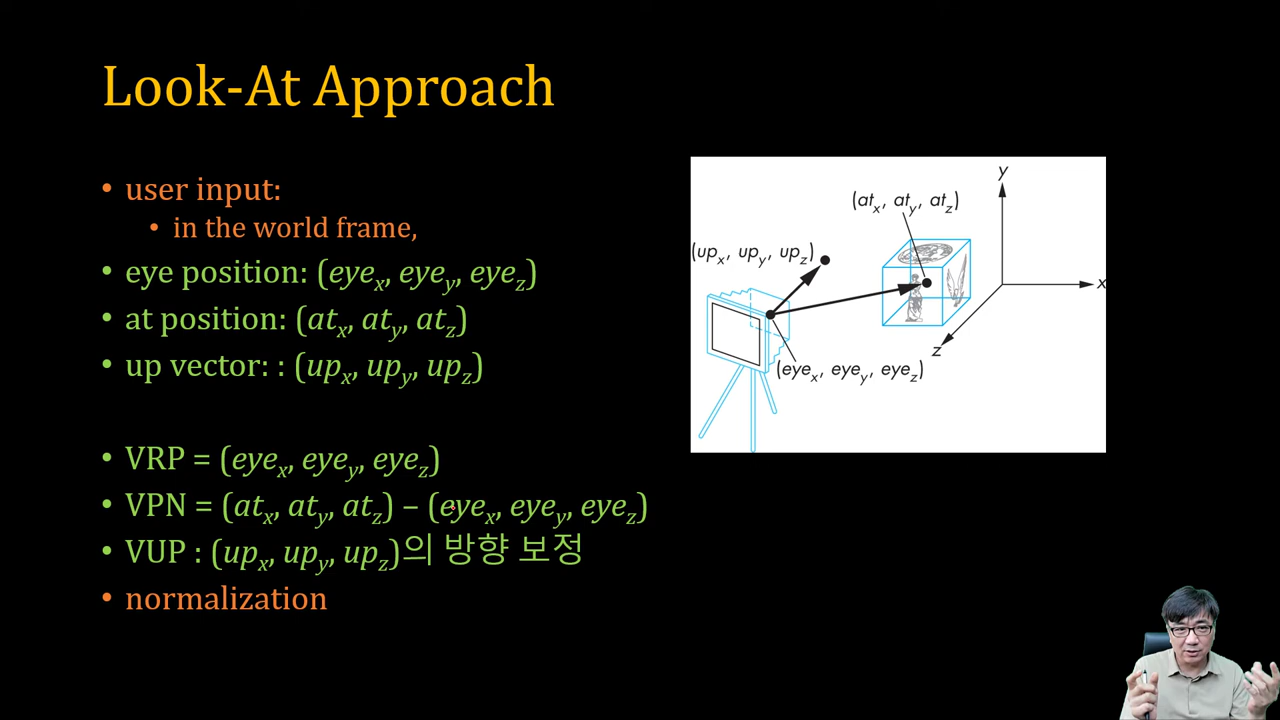 Look-At Approach
• user input:
• in the world frame,
• eye position: (eyex, eyey, eyez)
• at position: (atx, aty, atz)
• up vector: : (upx, upy, upz)
• VRP = (eyex, eyey, eyez)
• VPN = (atx, aty, atz) – (eyex, eyey, eyez)
• VUP : (upx, upy, upz)의 방향 보정
• normalization
y
(atx, aty, atz)
(upx, upy, upz)
x
z
(eyex, eyey, eyez)